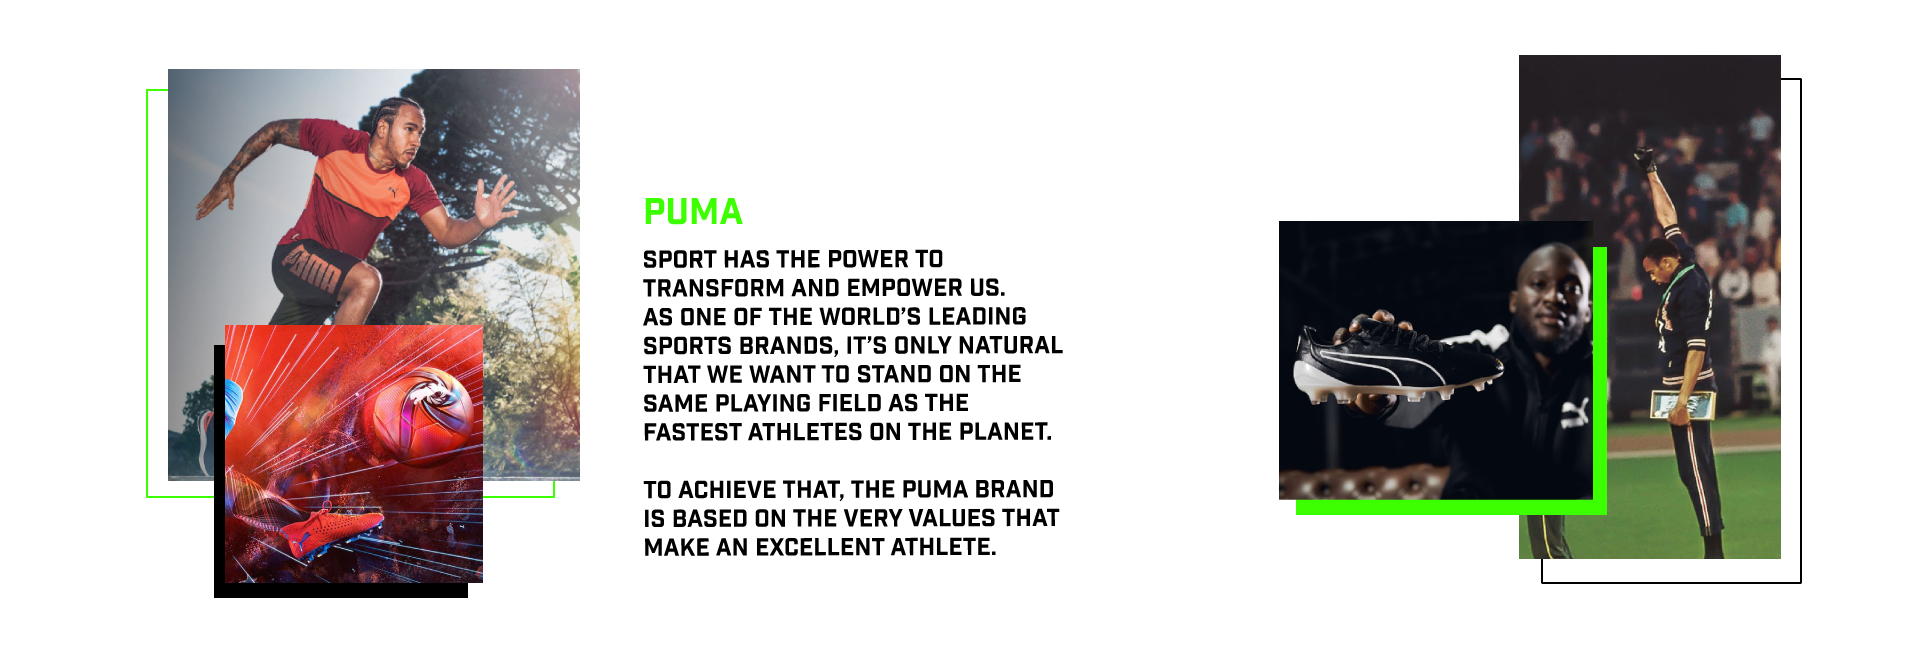 PUMA
SPORT HAS THE POWER TO
TRANSFORM AND EMPOWER US.
AS ONE OF THE WORLD'S LEADING
SPORTS BRANDS, IT'S ONLY NATURAL
THAT WE WANT TO STAND ON THE
SAME PLAYING FIELD AS THE
FASTEST ATHLETES ON THE PLANET.
TO ACHIEVE THAT, THE PUMA BRAND
IS BASED ON THE VERY VALUES THAT
MAKE AN EXCELLENT ATHLETE.